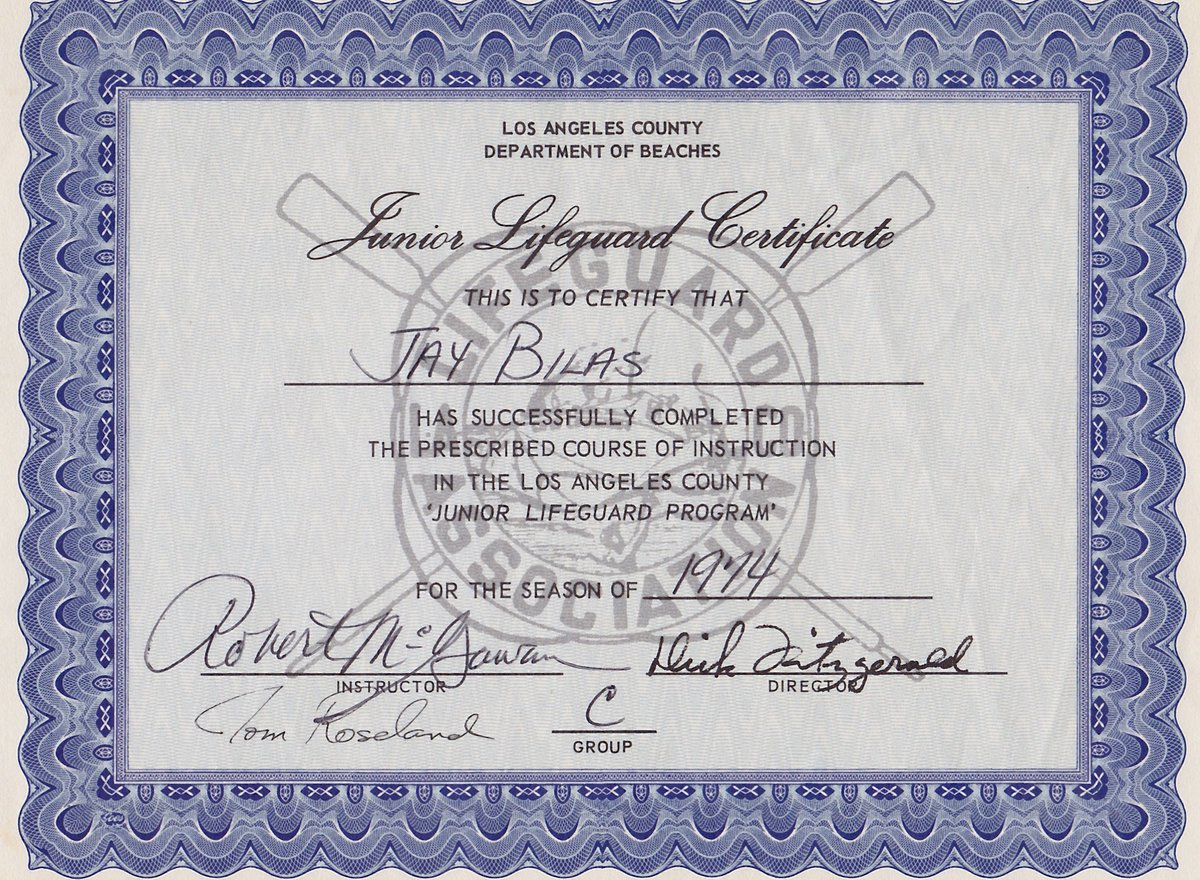 LOS ANGELES COUNTY
DEPARTMENT OF BEACHES
Junior Lifeguard Certificate
THIS IS TO CERTIFY THAT
JAY BILAS
HAS SUCCESSFULLY COMPLETED
THE PRESCRIBED COURSE OF INSTRUCTION
IN THE LOS ANGELES COUNTY
'JUNIOR LIFEGUARD PROGRAM'
FOR THE SEASON OF 1974
Robert McGowan Dick Fitzgerald
INSTRUCTOR DIRECTOR
Tom Roseland C
GROUP
LIFEGUARD ASSOCIATION